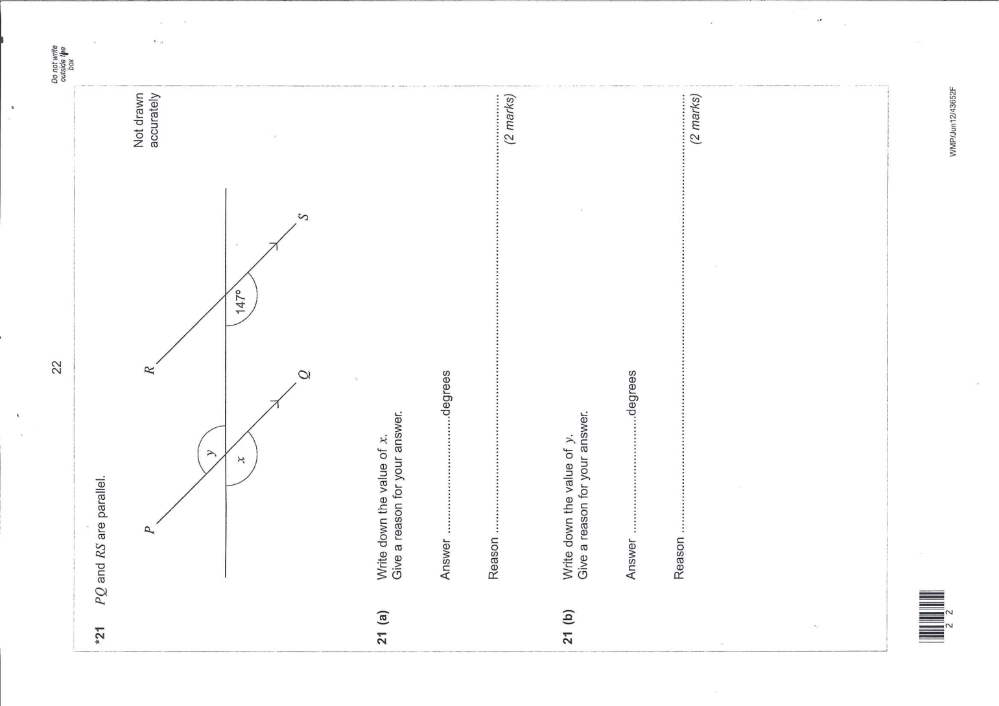 22
Do not write
outside the
box
*21 PQ and RS are parallel.
Not drawn
accurately
P
R
y
x
147°
Q
S
21 (a) Write down the value of x.
Give a reason for your answer.
Answer ........................................degrees
Reason ................................................................................................................
(2 marks)
21 (b) Write down the value of y.
Give a reason for your answer.
Answer ........................................degrees
Reason ................................................................................................................
(2 marks)
2 2
WMP/Jun12/43652F